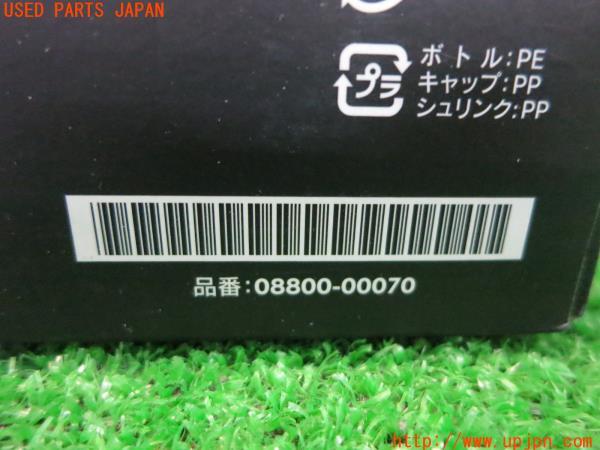 USED PARTS JAPAN
プラ
ボトル:PE
キャップ:PP
シュリンク:PP
品番:08800-00070
UPJ
http://www.upjpn.com